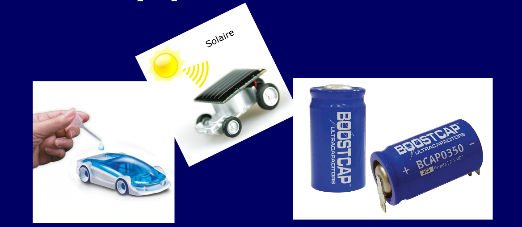 Solaire
BOOSTCAP
ULTRACAPACITORS
BOOSTCAP
ULTRACAPACITORS
+ BCAP0350 -